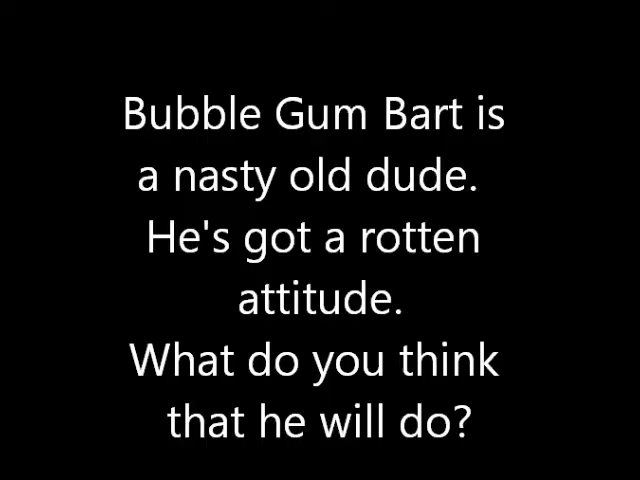 Bubble Gum Bart is
a nasty old dude.
He's got a rotten
attitude.
What do you think
that he will do?